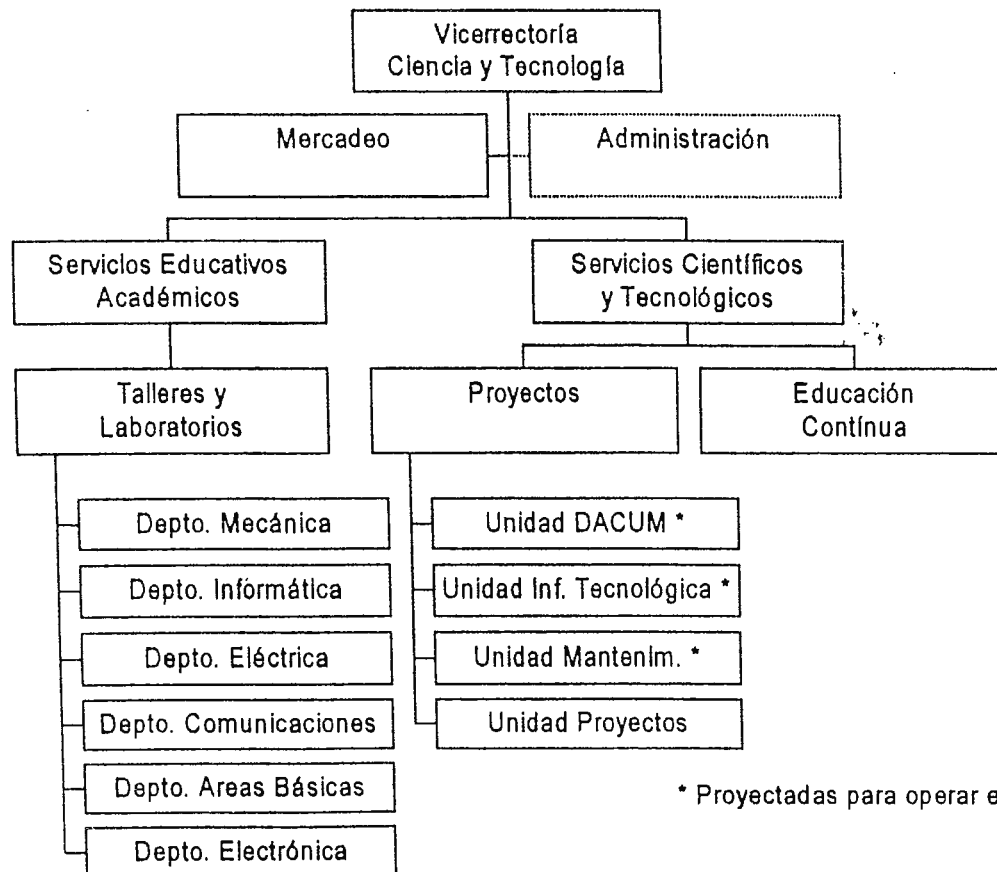 Vicerrectoría
Ciencia y Tecnología
Mercadeo
Administración
Servicios Educativos
Académicos
Servicios Científicos
y Tecnológicos
Talleres y
Laboratorios
Proyectos
Educación
Contínua
Depto. Mecánica
Depto. Informática
Depto. Eléctrica
Depto. Comunicaciones
Depto. Areas Básicas
Depto. Electrónica
Unidad DACUM *
Unidad Inf. Tecnológica *
Unidad Mantenim. *
Unidad Proyectos
* Proyectadas para operar e